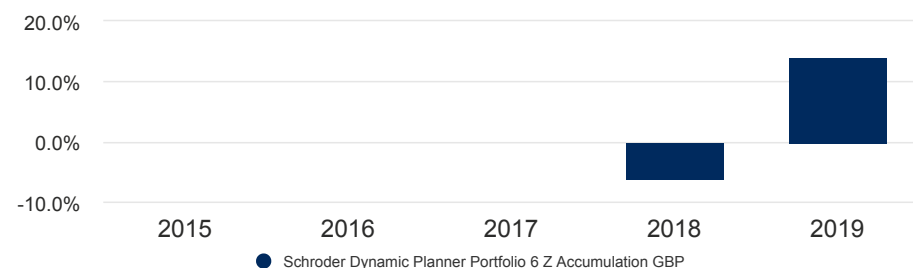 20.0%
10.0%
0.0%
-10.0%
2015 2016 2017 2018 2019
Schroder Dynamic Planner Portfolio 6 Z Accumulation GBP